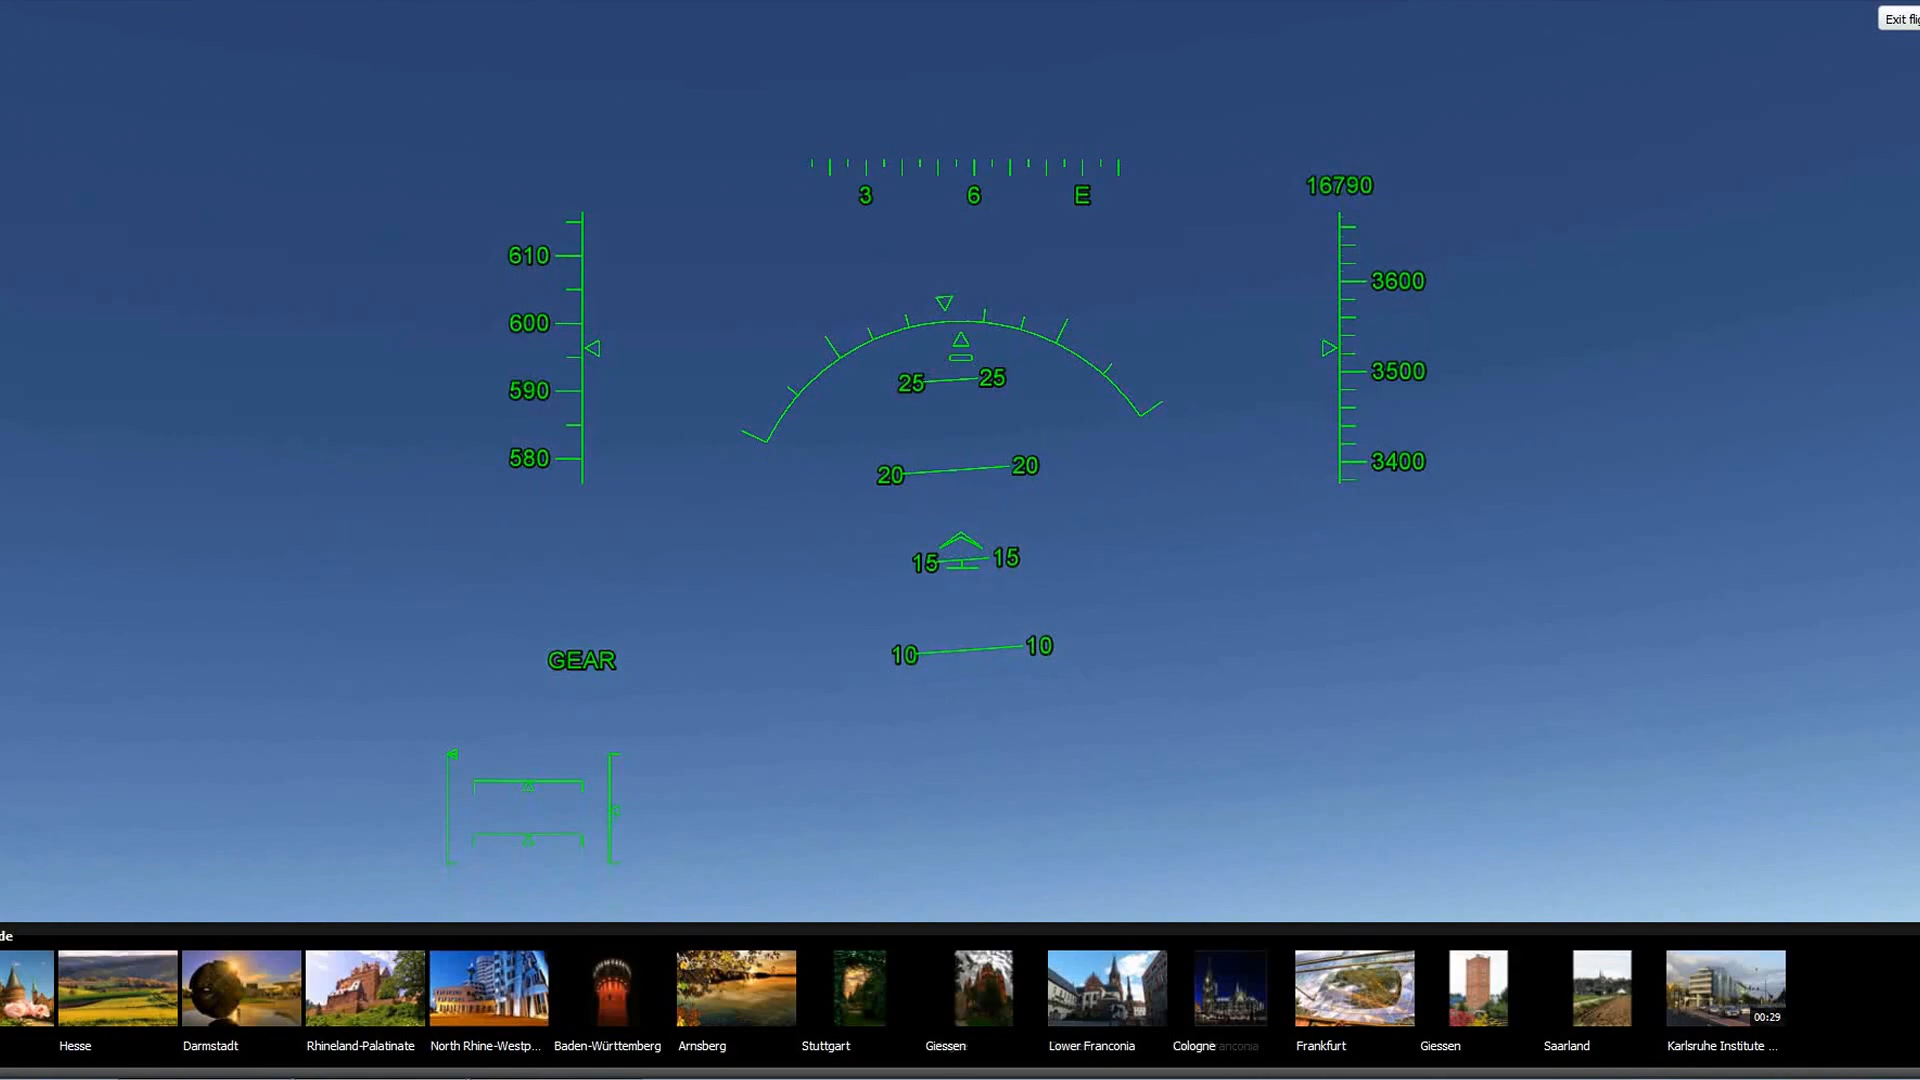 Exit flig
3 6 E
16790
610
600
590
580
3600
3500
3400
25 25
20 20
15 15
10 10
GEAR
de
00:29
Hesse
Darmstadt
Rhineland-Palatinate
North Rhine-Westp...
Baden-Württemberg
Arnsberg
Stuttgart
Giessen
Lower Franconia
Cologne
Frankfurt
Giessen
Saarland
Karlsruhe Institute ...